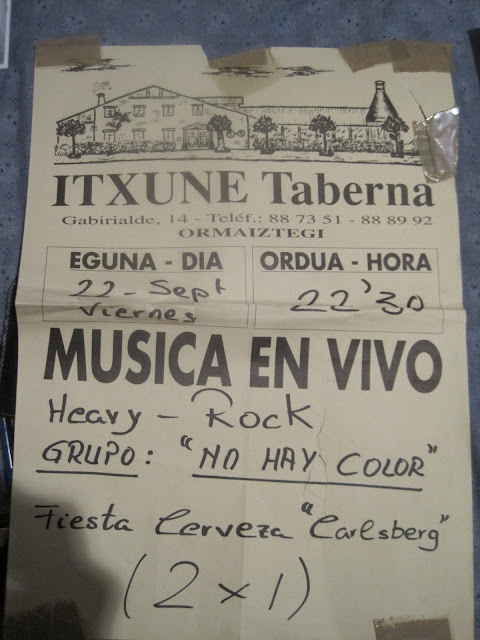 ITXUNE Taberna
Gabirialde, 14 - Teléf.: 88 73 51 - 88 89 92
ORMAIZTEGI
EGUNA - DIA
22 - Sept
Viernes
ORDUA - HORA
22'30
MUSICA EN VIVO
Heavy - Rock
GRUPO: "NO HAY COLOR"
Fiesta Cerveza "Carlsberg"
(2 x 1)